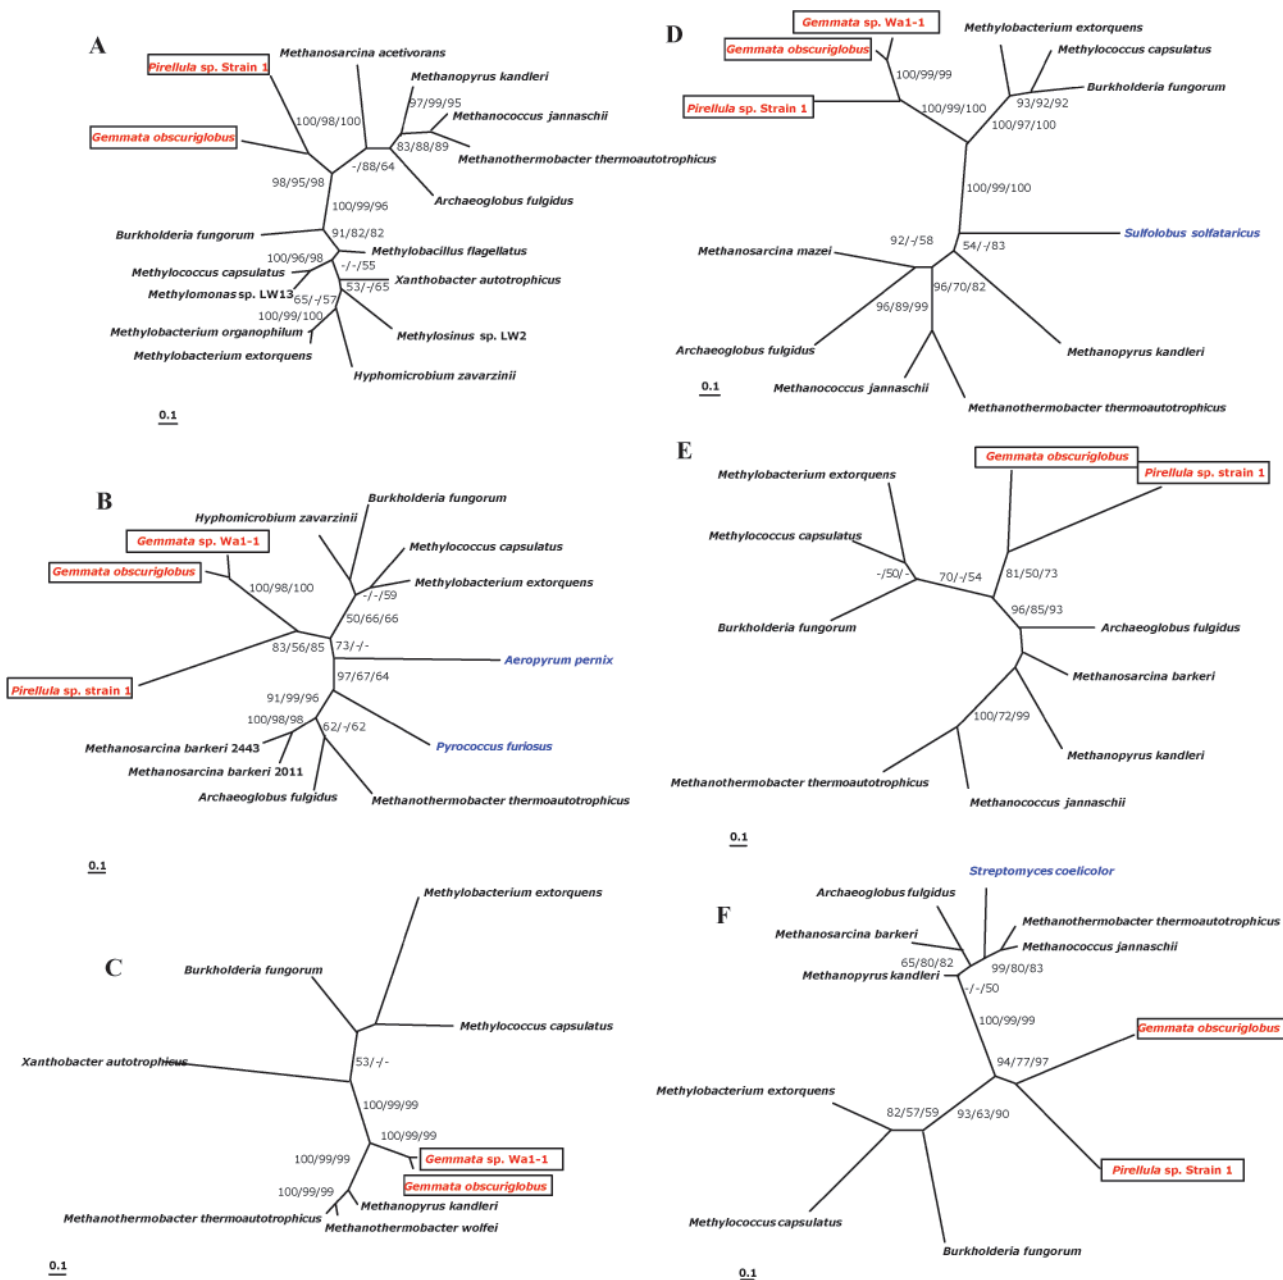 A
Methanosarcina acetivorans
Pirellula sp. Strain 1
Methanopyrus kandleri
97/99/95
Methanococcus jannaschii
100/98/100
Gemmata obscuriglobus
83/88/89
Methanothermobacter thermoautotrophicus
-/88/64
98/95/98
Archaeoglobus fulgidus
100/99/96
Burkholderia fungorum
91/82/82
Methylobacillus flagellatus
100/96/98
-/-/55
Methylococcus capsulatus
Xanthobacter autotrophicus
53/-/65
Methylomonas sp. LW13
65/-/57
100/99/100
Methylobacterium organophilum
Methylosinus sp. LW2
Methylobacterium extorquens
Hyphomicrobium zavarzinii
0.1
B
Burkholderia fungorum
Hyphomicrobium zavarzinii
Gemmata sp. Wa1-1
Methylococcus capsulatus
Gemmata obscuriglobus
100/98/100
Methylobacterium extorquens
-/-/59
50/66/66
83/56/85
73/-/-
Aeropyrum pernix
97/67/64
Pirellula sp. strain 1
91/99/96
100/98/98
62/-/62
Methanosarcina barkeri 2443
Pyrococcus furiosus
Methanosarcina barkeri 2011
Archaeoglobus fulgidus
Methanothermobacter thermoautotrophicus
0.1
C
Methylobacterium extorquens
Burkholderia fungorum
Methylococcus capsulatus
Xanthobacter autotrophicus
53/-/-
100/99/99
100/99/99
100/99/99
Gemmata sp. Wa1-1
Gemmata obscuriglobus
100/99/99
Methanopyrus kandleri
Methanothermobacter thermoautotrophicus
Methanothermobacter wolfei
0.1
D
Gemmata sp. Wa1-1
Methylobacterium extorquens
Gemmata obscuriglobus
Methylococcus capsulatus
100/99/99
Burkholderia fungorum
Pirellula sp. Strain 1
100/99/100
93/92/92
100/97/100
100/99/100
Sulfolobus solfataricus
92/-/58
54/-/83
Methanosarcina mazei
96/70/82
96/89/99
Archaeoglobus fulgidus
Methanopyrus kandleri
Methanococcus jannaschii
Methanothermobacter thermoautotrophicus
0.1
E
Gemmata obscuriglobus
Methylobacterium extorquens
Pirellula sp. strain 1
Methylococcus capsulatus
-/50/-
70/-/54
81/50/73
96/85/93
Burkholderia fungorum
Archaeoglobus fulgidus
Methanosarcina barkeri
100/72/99
Methanopyrus kandleri
Methanothermobacter thermoautotrophicus
Methanococcus jannaschii
0.1
F
Streptomyces coelicolor
Archaeoglobus fulgidus
Methanothermobacter thermoautotrophicus
Methanosarcina barkeri
Methanococcus jannaschii
65/80/82
99/80/83
Methanopyrus kandleri
-/-/50
100/99/99
Gemmata obscuriglobus
94/77/97
Methylobacterium extorquens
82/57/59
93/63/90
Pirellula sp. Strain 1
Methylococcus capsulatus
Burkholderia fungorum
0.1